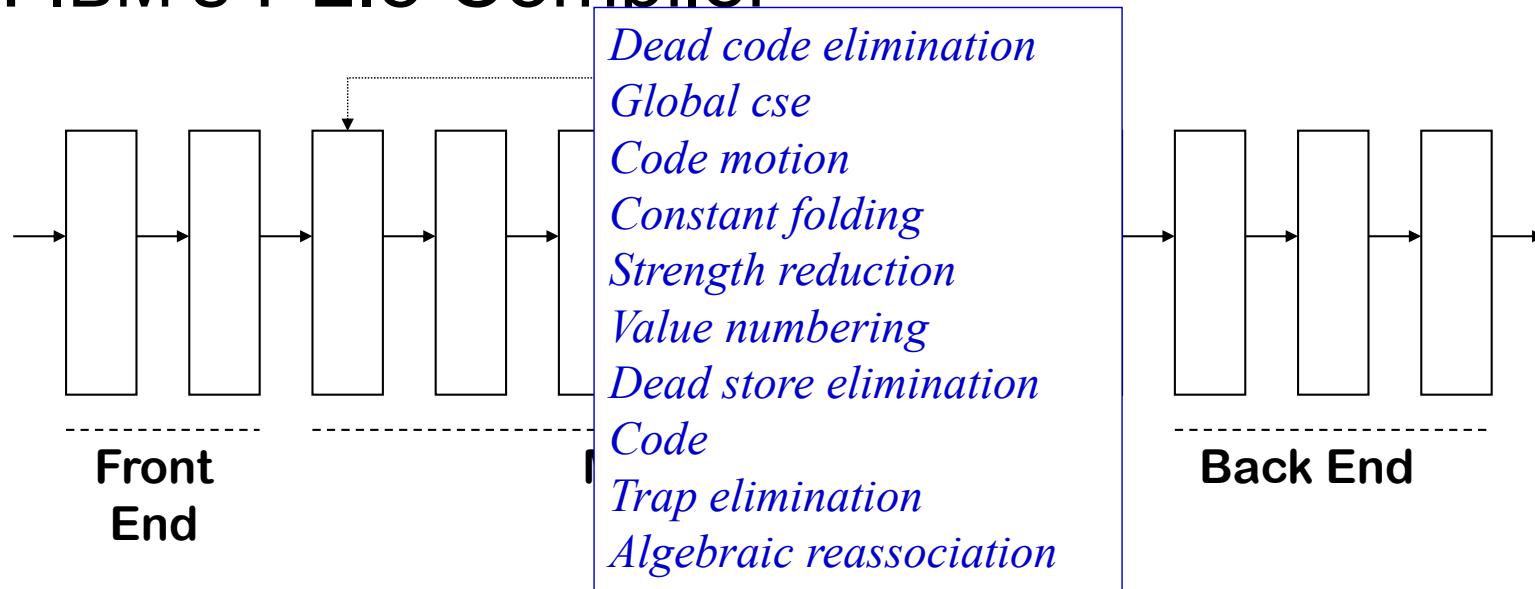 Dead code elimination
Global cse
Code motion
Constant folding
Strength reduction
Value numbering
Dead store elimination
Code
Trap elimination
Algebraic reassociation
Front
End
Back End